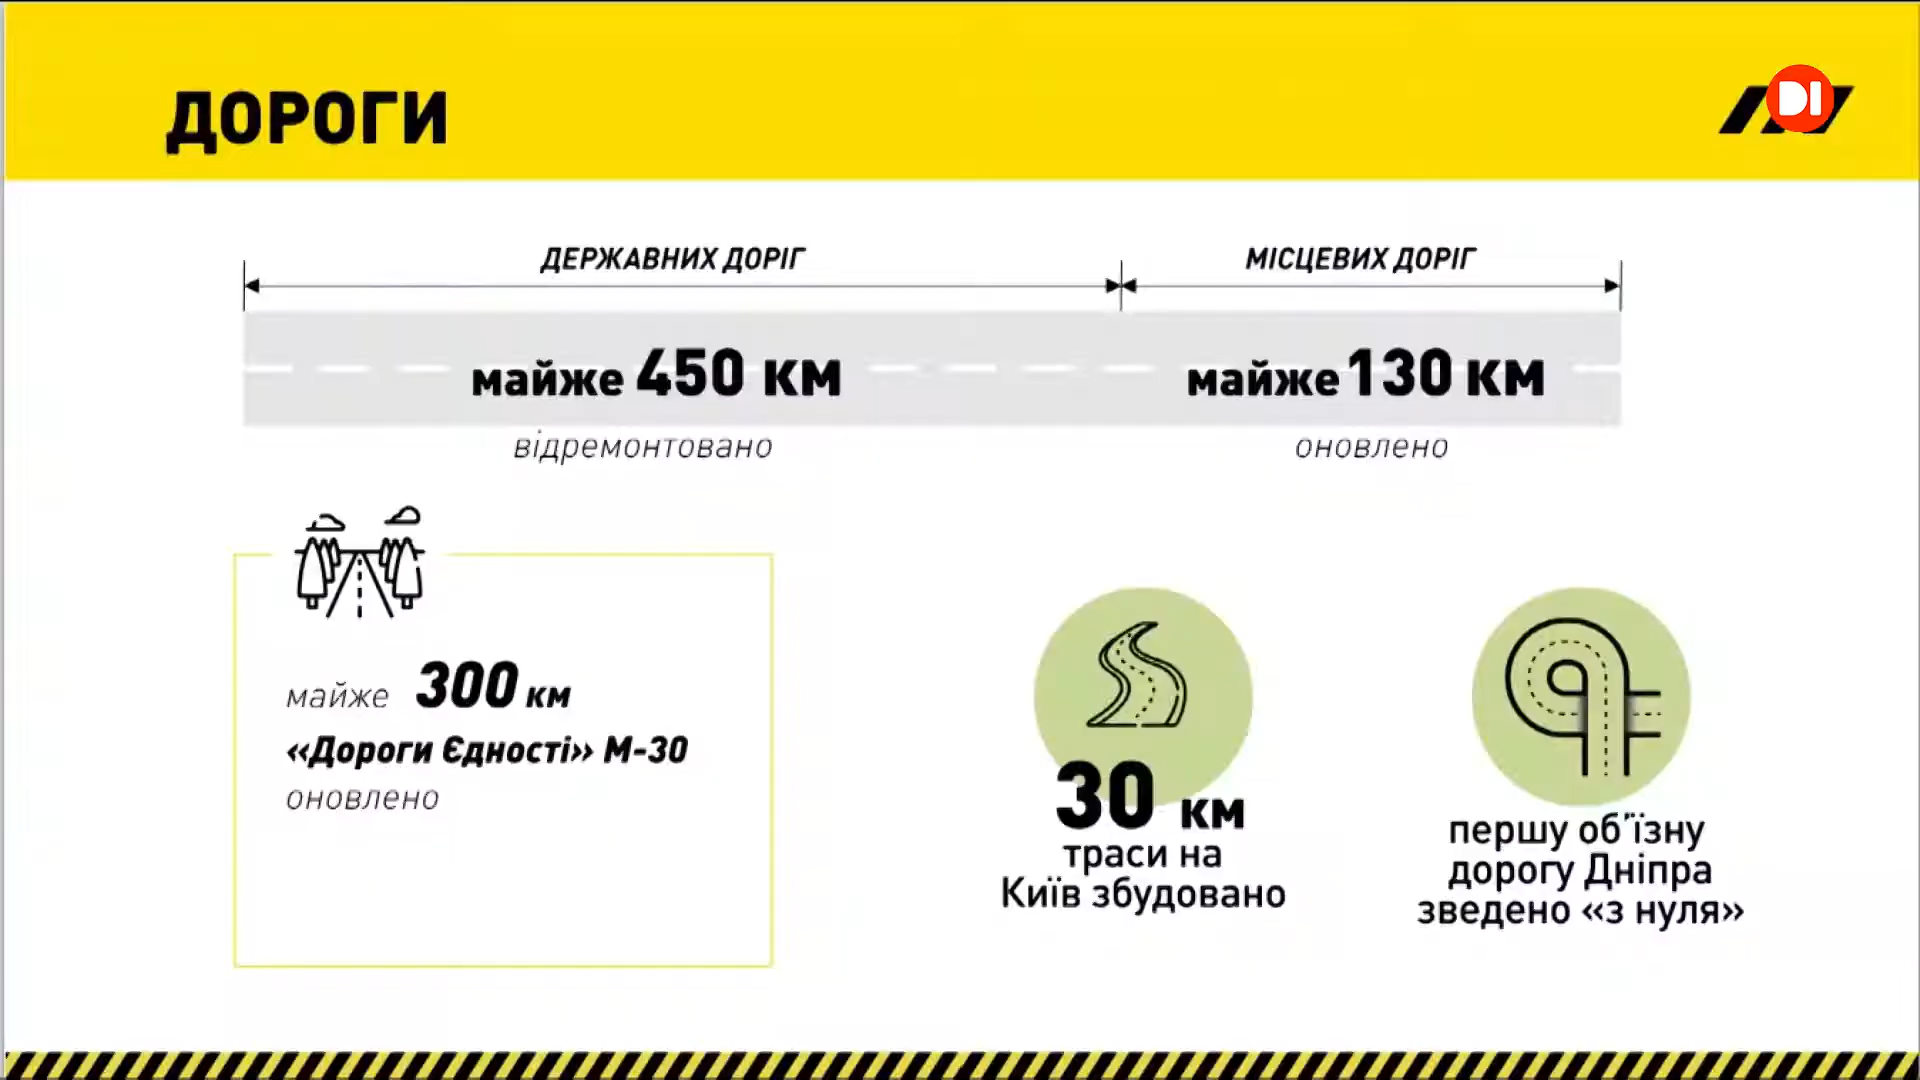 ДОРОГИ
DI
ДЕРЖАВНИХ ДОРІГ
МІСЦЕВИХ ДОРІГ
майже 450 км
майже 130 км
відремонтовано
оновлено
майже 300 км
«Дороги Єдності» М-30
оновлено
30 км
траси на
Київ збудовано
першу об'їзну
дорогу Дніпра
зведено «з нуля»